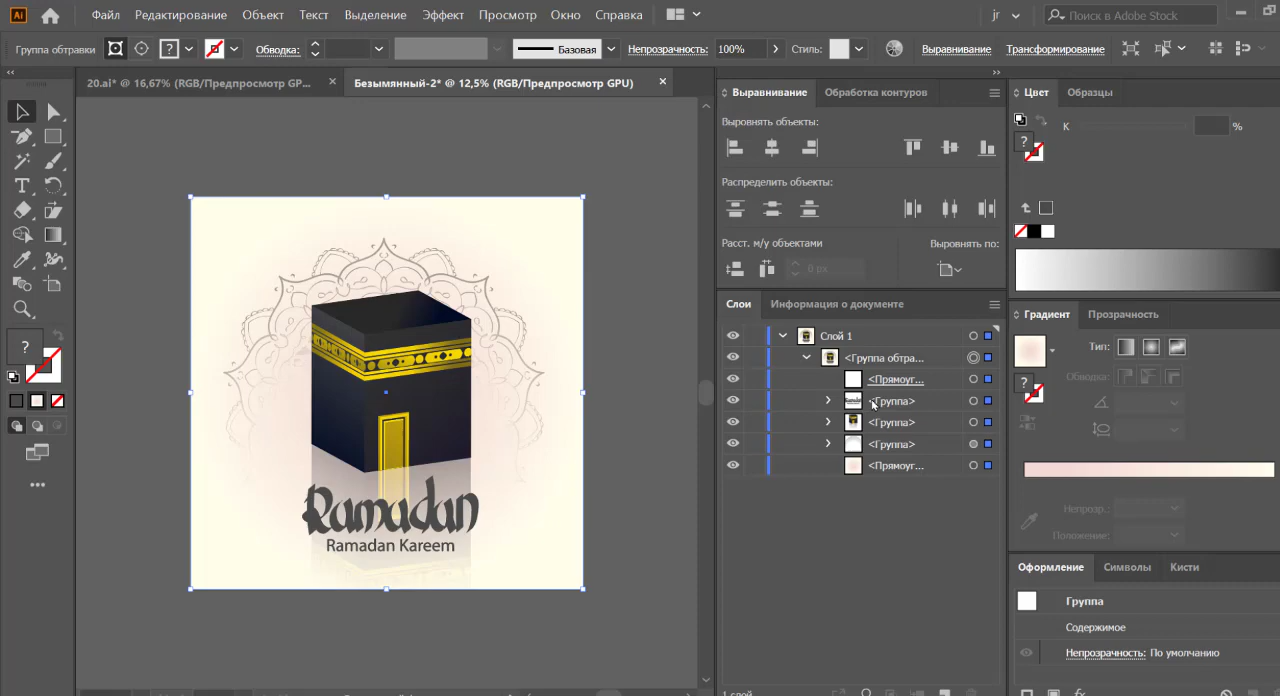 Ai Файл Редактирование Объект Текст Выделение Эффект Просмотр Окно Справка jr Поиск в Adobe Stock
Группа обтравки ? Обводка: Базовая Непрозрачность: 100% Стиль: Выравнивание Трансформирование
20.ai* @ 16,67% (RGB/Предпросмотр GP...
Безымянный-2* @ 12,5% (RGB/Предпросмотр GPU)
Выравнивание Обработка контуров
Выровнять объекты:
Распределить объекты:
Расст. м/у объектами Выровнять по:
0 px
Слои Информация о документе
Слой 1
<Группа обтра...
<Прямоуг...
<Группа>
<Группа>
<Группа>
<Прямоуг...
Цвет Образцы
K %
?
Градиент Прозрачность
Тип:
Обводка:
?
Непрозр.:
Положение:
Оформление Символы Кисти
Группа
Содержимое
Непрозрачность: По умолчанию
?
Ramadan
Ramadan Kareem